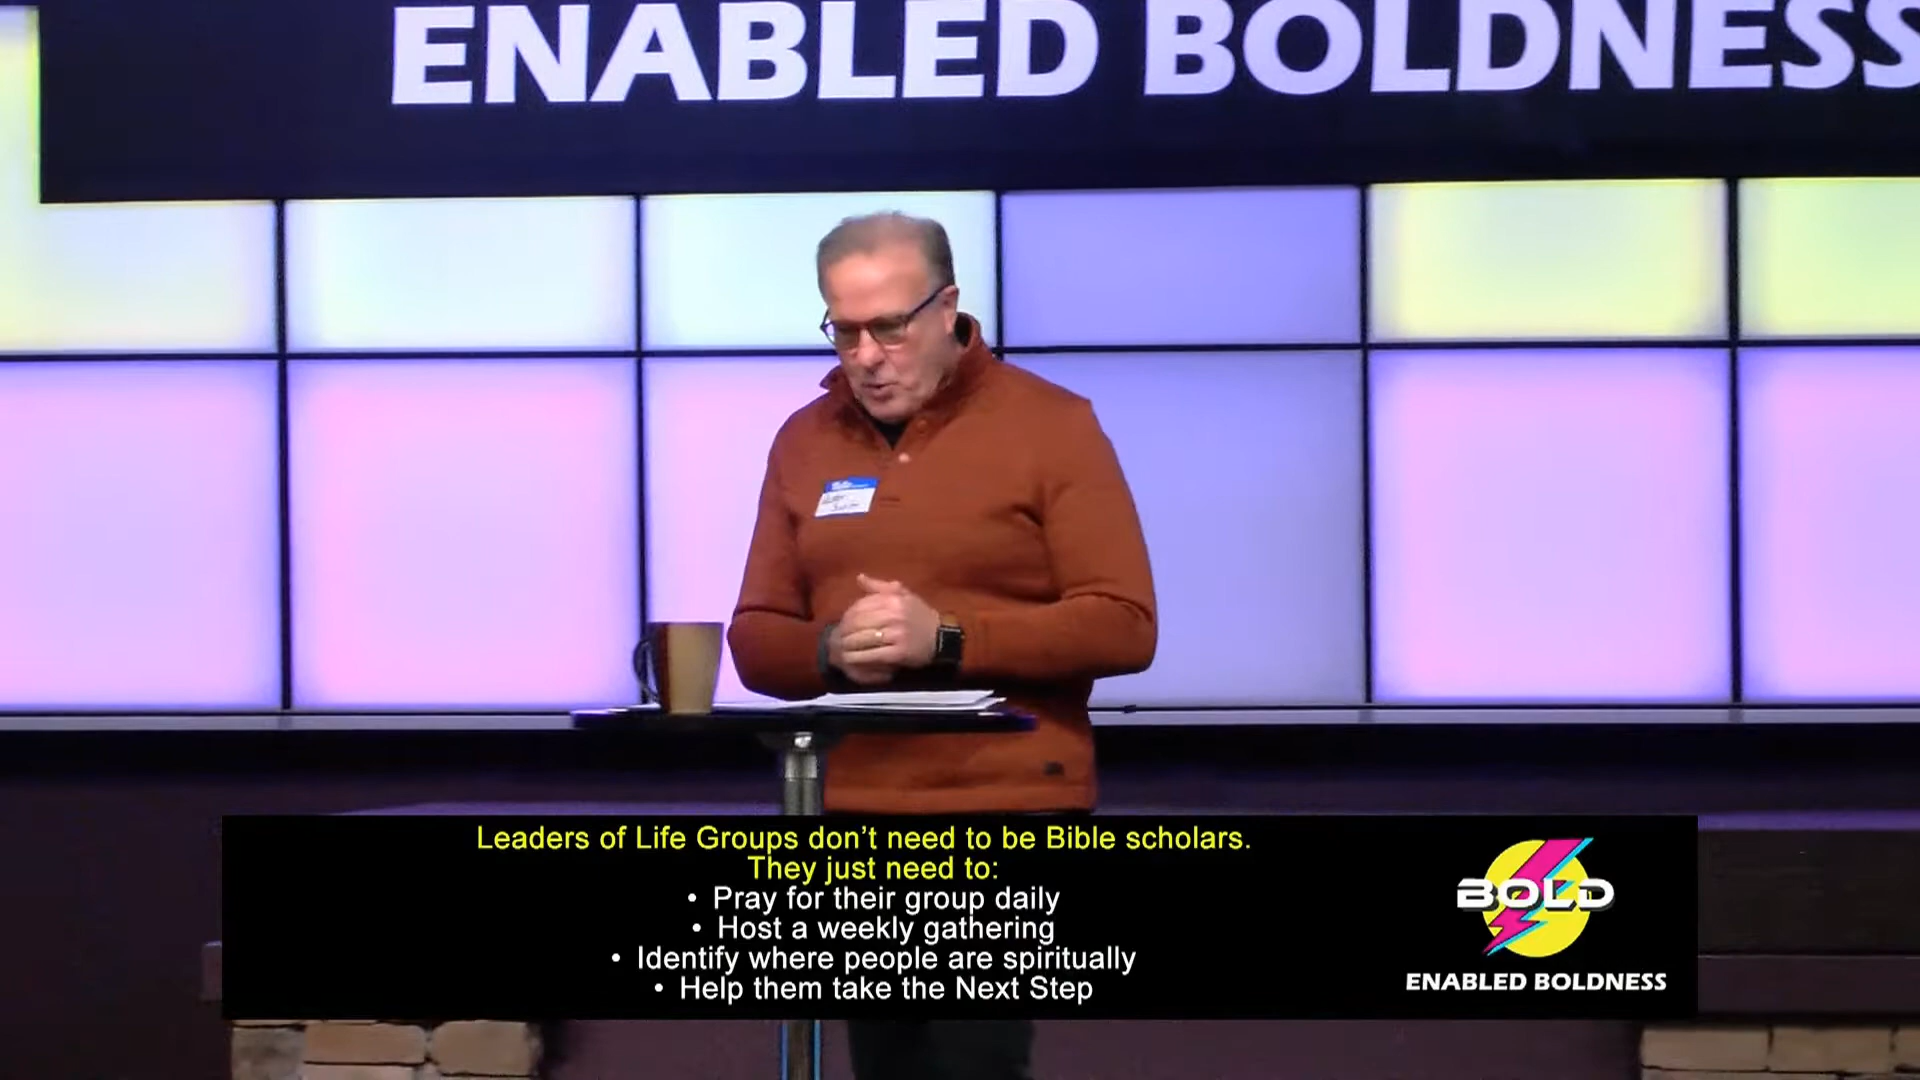 ENABLED BOLDNESS
Leaders of Life Groups don’t need to be Bible scholars.
They just need to:
• Pray for their group daily
• Host a weekly gathering
• Identify where people are spiritually
• Help them take the Next Step
BOLD
ENABLED BOLDNESS